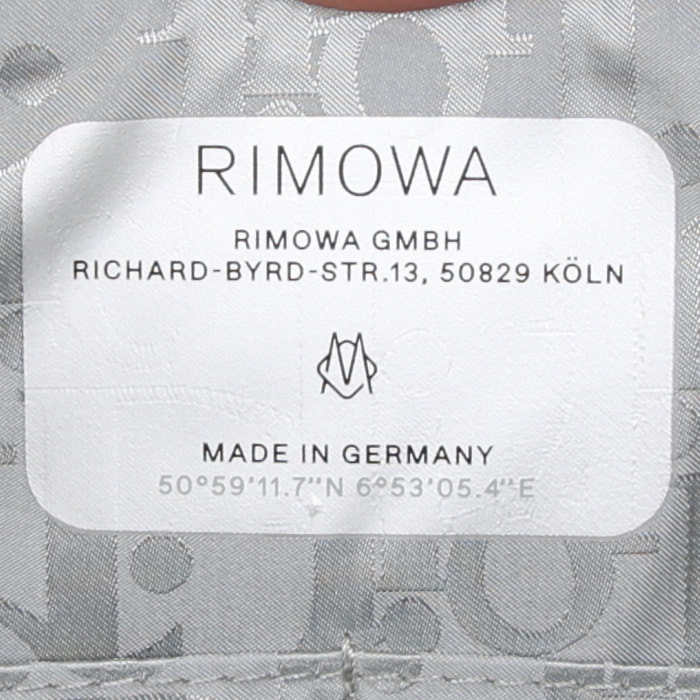 RIMOWA
RIMOWA GMBH
RICHARD-BYRD-STR.13, 50829 KÖLN
MADE IN GERMANY
50°59'11.7"N 6°53'05.4"E